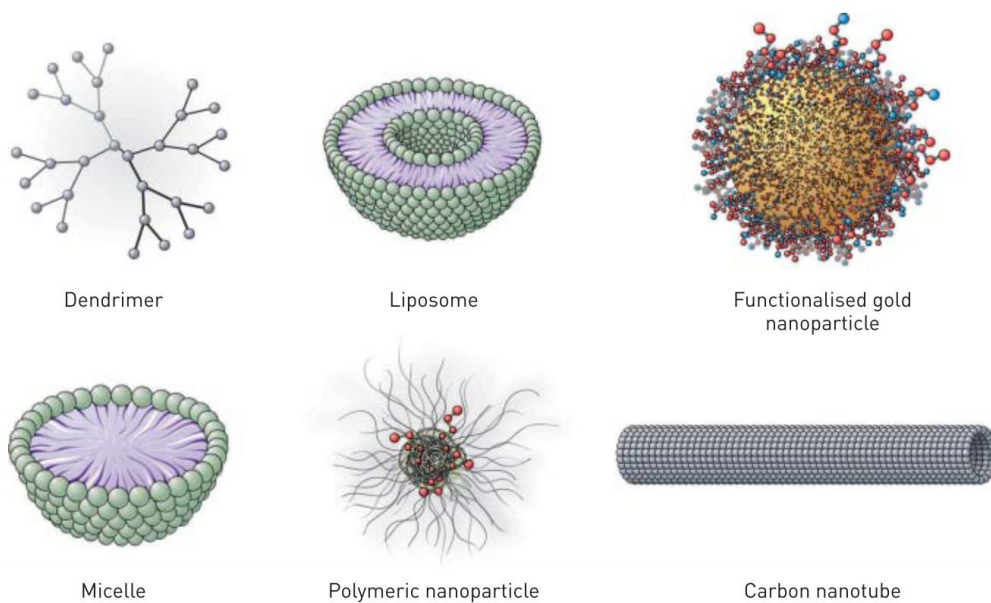 Dendrimer
Liposome
Functionalised gold
nanoparticle
Micelle
Polymeric nanoparticle
Carbon nanotube